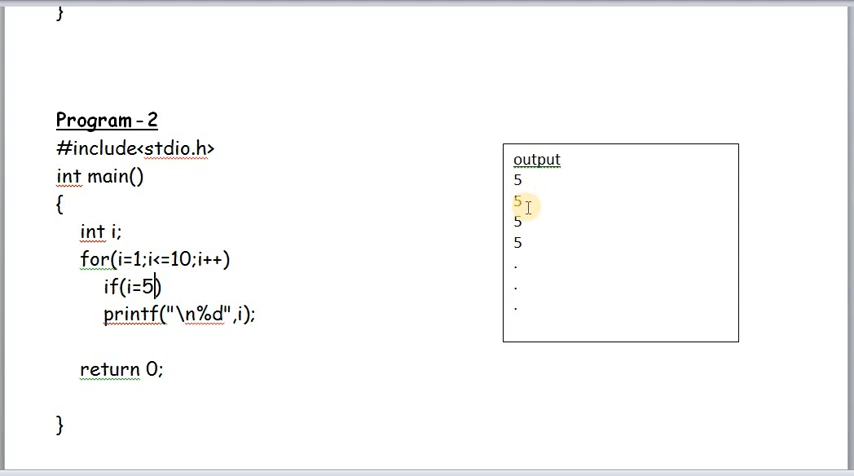 }
Program - 2
#include<stdio.h>
int main()
{
int i;
for(i=1;i<=10;i++)
if(i=5)
printf("\n%d",i);
return 0;
}
output
5
5
5
5
.
.
.